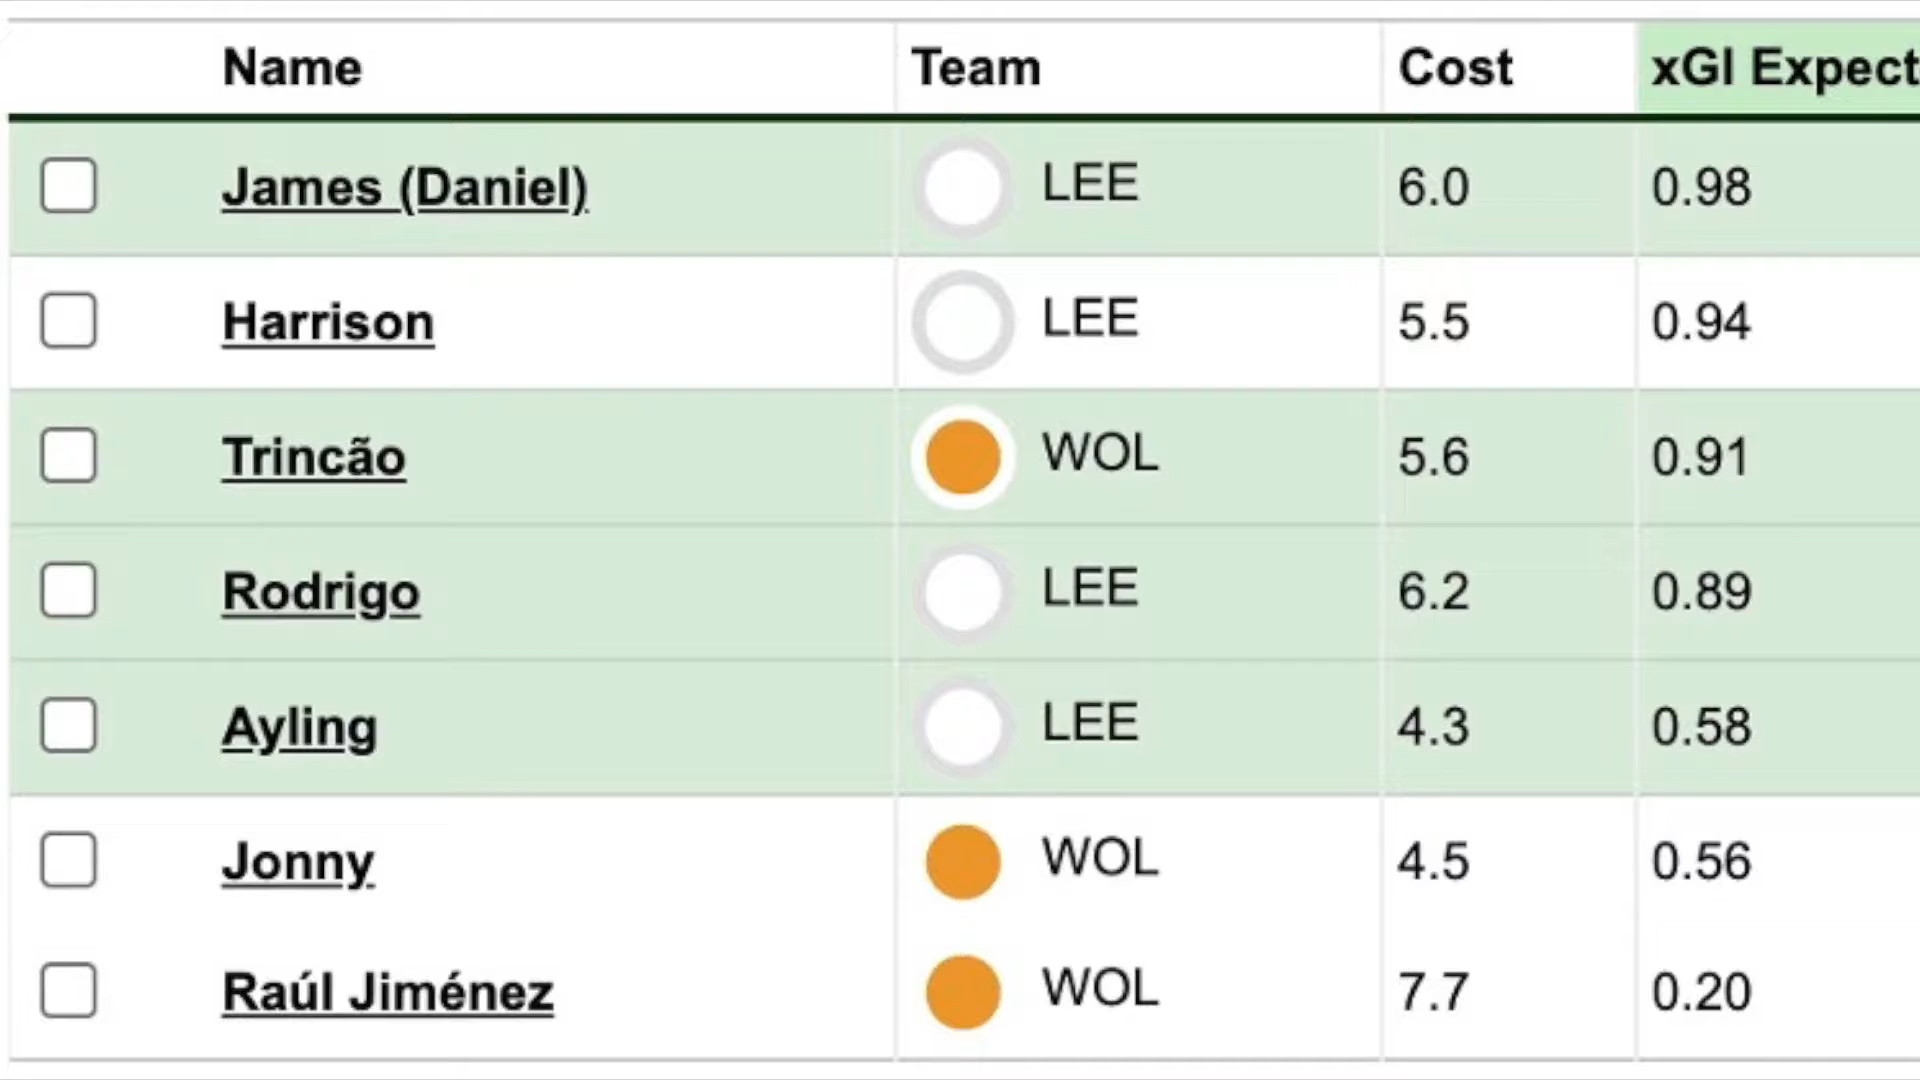 Name Team Cost xGI Expect
James (Daniel) LEE 6.0 0.98
Harrison LEE 5.5 0.94
Trincão WOL 5.6 0.91
Rodrigo LEE 6.2 0.89
Ayling LEE 4.3 0.58
Jonny WOL 4.5 0.56
Raúl Jiménez WOL 7.7 0.20